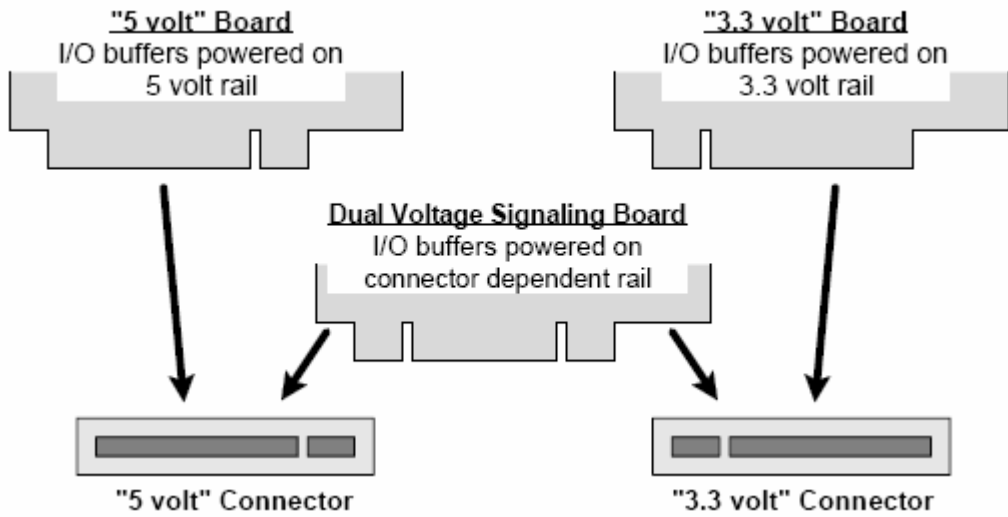 "5 volt" Board
I/O buffers powered on
5 volt rail
"3.3 volt" Board
I/O buffers powered on
3.3 volt rail
Dual Voltage Signaling Board
I/O buffers powered on
connector dependent rail
"5 volt" Connector
"3.3 volt" Connector